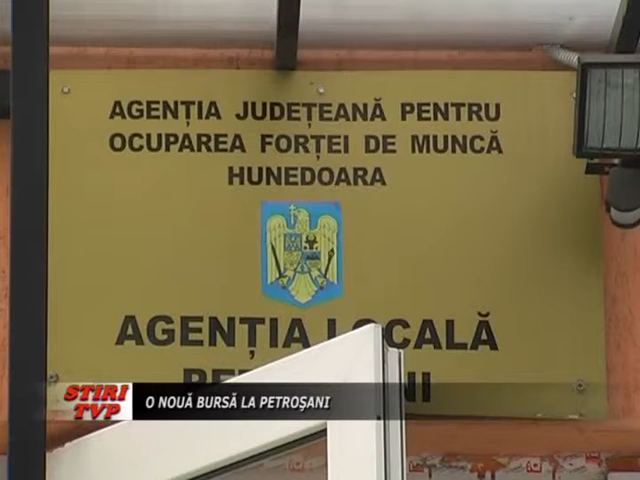 AGENȚIA JUDEȚEANĂ PENTRU
OCUPAREA FORȚEI DE MUNCĂ
HUNEDOARA
AGENȚIA LOCALĂ
STIRI
TVP
O NOUĂ BURSĂ LA PETROȘANI